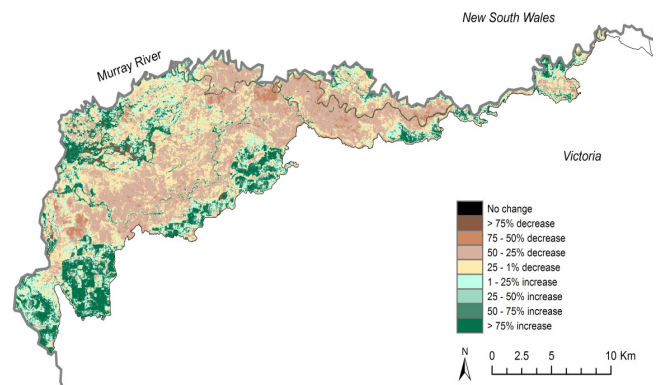 New South Wales
Murray River
Victoria
No change
> 75% decrease
75 - 50% decrease
50 - 25% decrease
25 - 1% decrease
1 - 25% increase
25 - 50% increase
50 - 75% increase
> 75% increase
N
0 2.5 5 10 Km